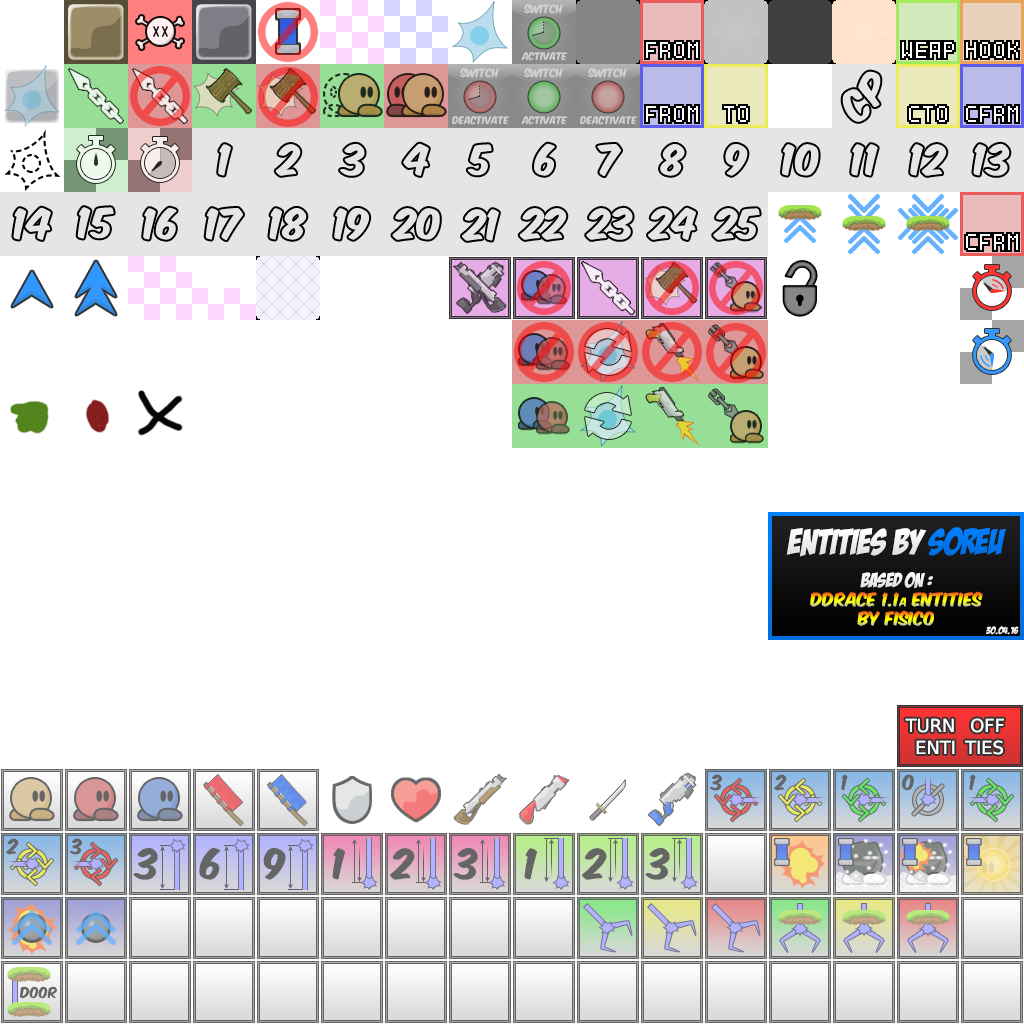 SWITCH
ACTIVATE
FROM
WEAP
HOOK
SWITCH
DEACTIVATE
SWITCH
ACTIVATE
SWITCH
DEACTIVATE
FROM
TO
CP
CTO
CFRM
1 2 3 4 5 6 7 8 9 10 11 12 13
14 15 16 17 18 19 20 21 22 23 24 25
CFRM
ENTITIES BY SOREU
BASED ON :
DDRACE 1.1A ENTITIES
BY FISICO
30.04.16
TURN OFF
ENTI TIES
3 2 1 0 1
2 3 3 6 9 1 2 3 1 2 3
DOOR